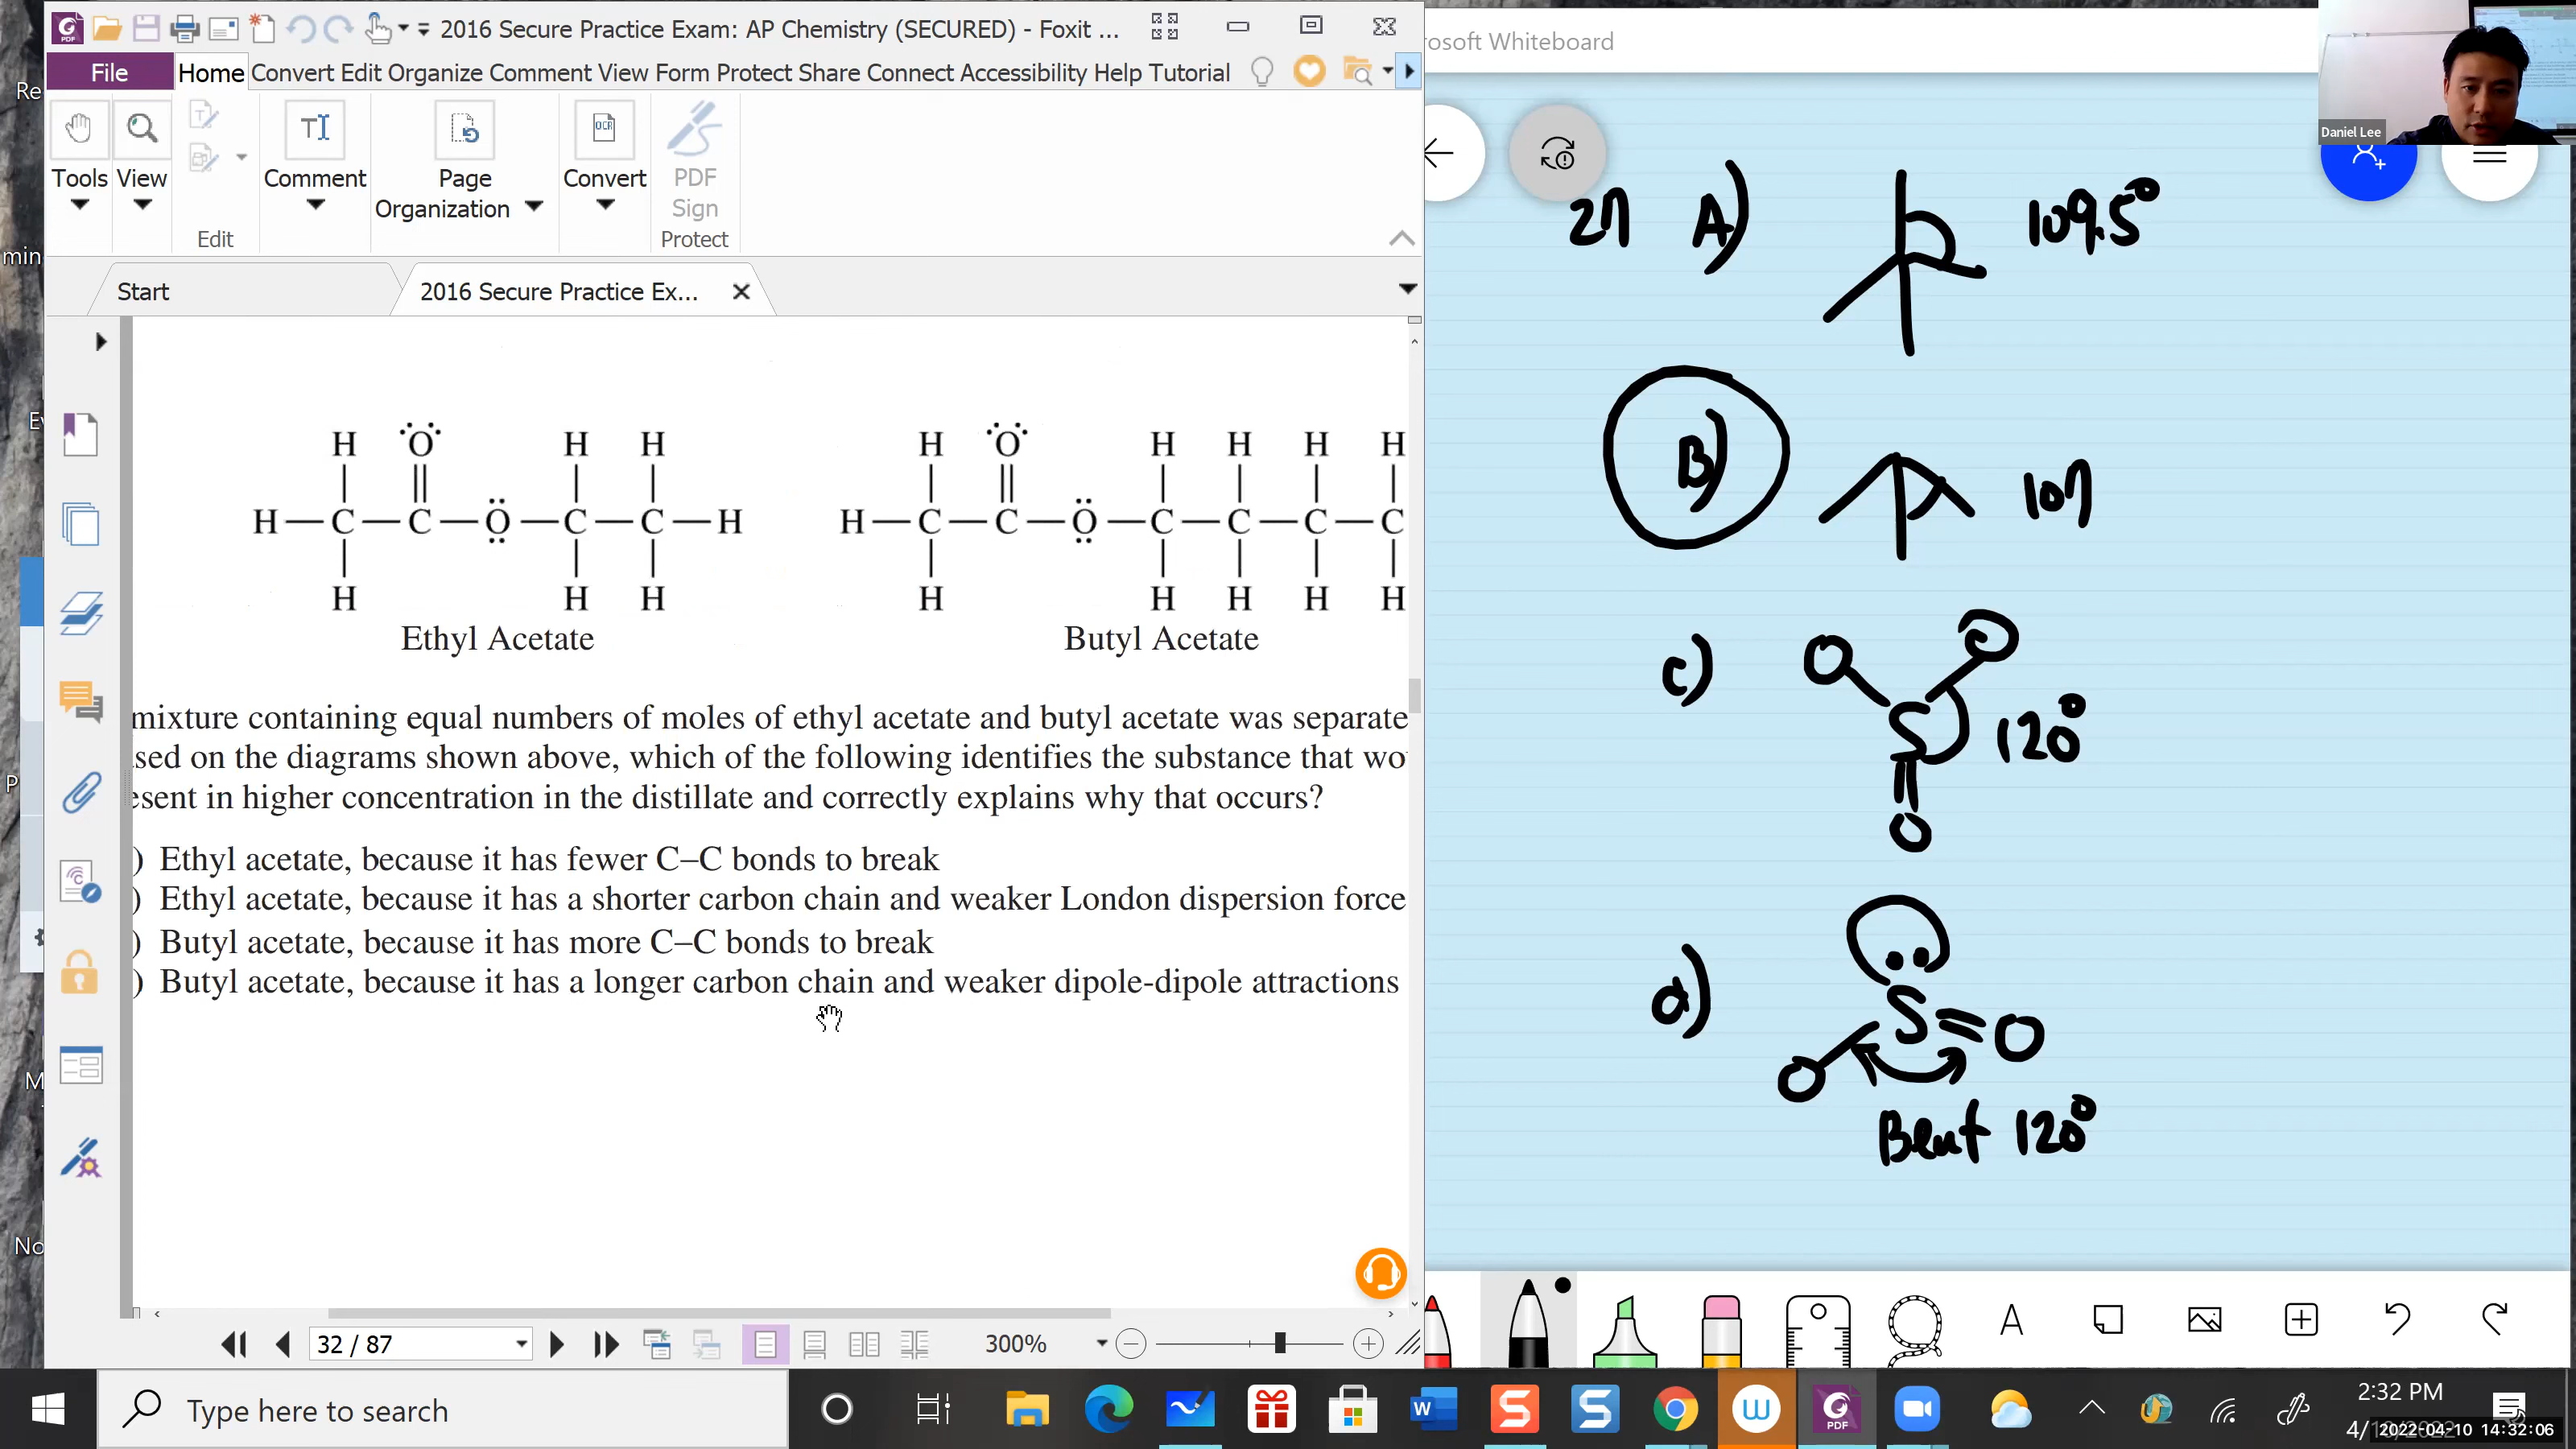 2016 Secure Practice Exam: AP Chemistry (SECURED) - Foxit ...
File Home Convert Edit Organize Comment View Form Protect Share Connect Accessibility Help Tutorial
Tools View Comment Page Organization Convert PDF Sign
Edit Protect
Start 2016 Secure Practice Ex...
H O H H
H C C O C C H
H H H
Ethyl Acetate
H O H H H H
H C C O C C C C
H H H H H
Butyl Acetate
mixture containing equal numbers of moles of ethyl acetate and butyl acetate was separate
sed on the diagrams shown above, which of the following identifies the substance that wo
esent in higher concentration in the distillate and correctly explains why that occurs?
) Ethyl acetate, because it has fewer C–C bonds to break
) Ethyl acetate, because it has a shorter carbon chain and weaker London dispersion force
) Butyl acetate, because it has more C–C bonds to break
) Butyl acetate, because it has a longer carbon chain and weaker dipole-dipole attractions
32 / 87
300%
osoft Whiteboard
Daniel Lee
27 A) 109.5°
B) 107
C) O O S O 120°
d) S=O O
Bent 120°
Type here to search
2:32 PM
2022-04-10 14:32:06